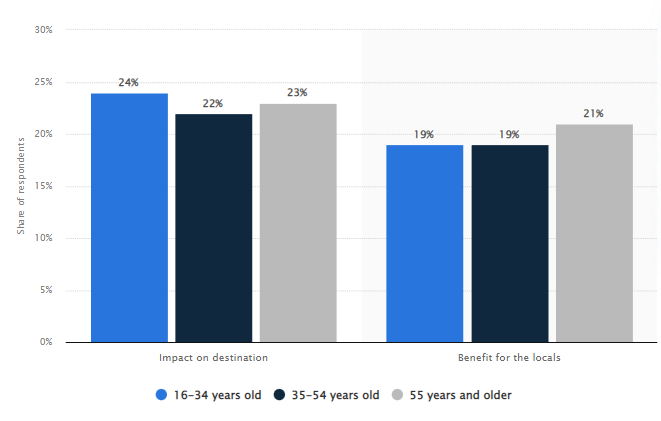 30%
25%
20%
15%
10%
5%
0%
Share of respondents
24%
22%
23%
19%
19%
21%
Impact on destination
Benefit for the locals
16–34 years old
35–54 years old
55 years and older